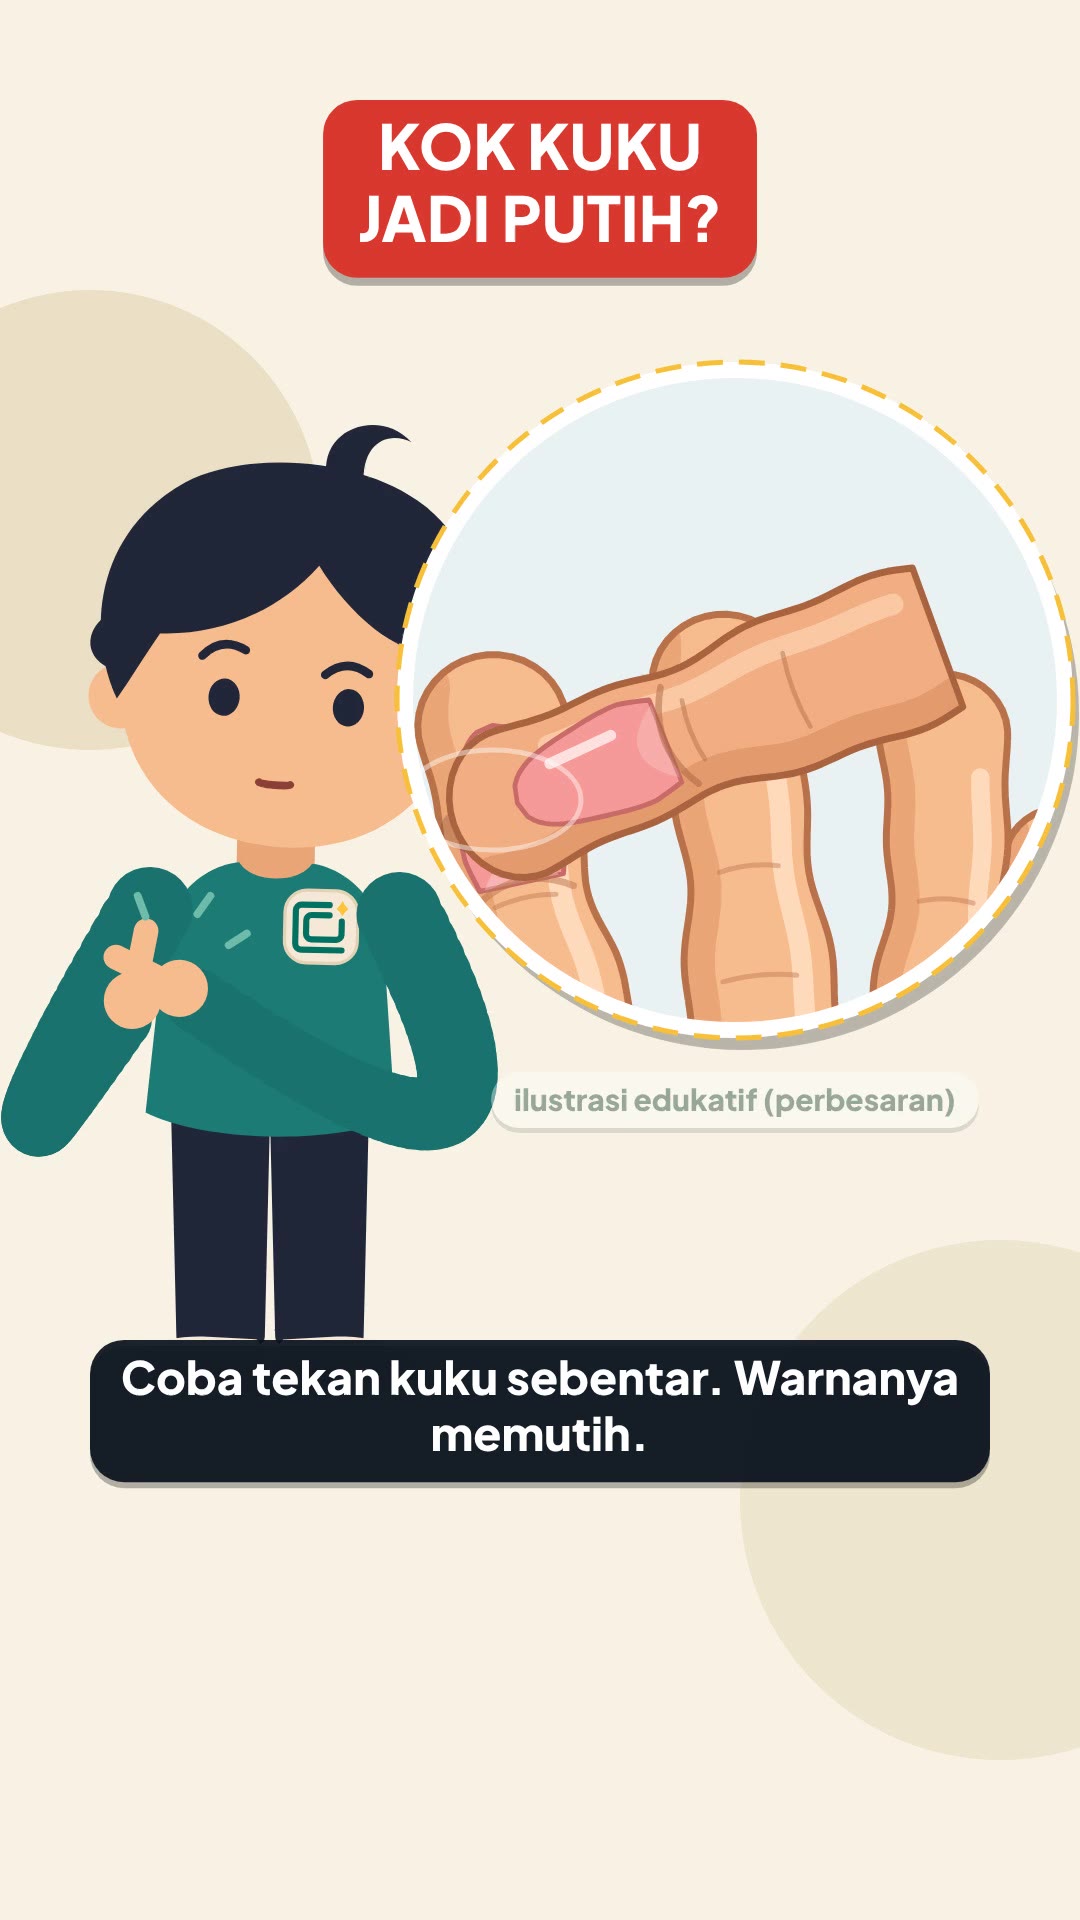 KOK KUKU
JADI PUTIH?
ilustrasi edukatif (perbesaran)
Coba tekan kuku sebentar. Warnanya
memutih.